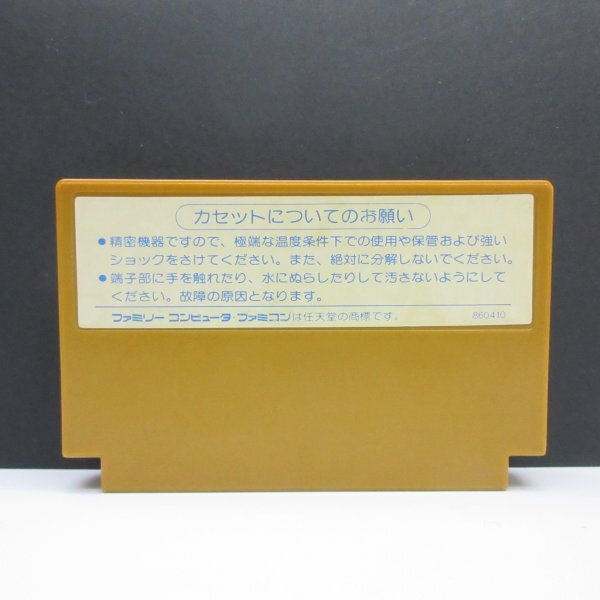 カセットについてのお願い
●精密機器ですので、極端な温度条件下での使用や保管および強い
ショックをさけてください。また、絶対に分解しないでください。
●端子部に手を触れたり、水にぬらしたりして汚さないようにして
ください。故障の原因となります。
ファミリーコンピュータ・ファミコンは任天堂の商標です。
860410